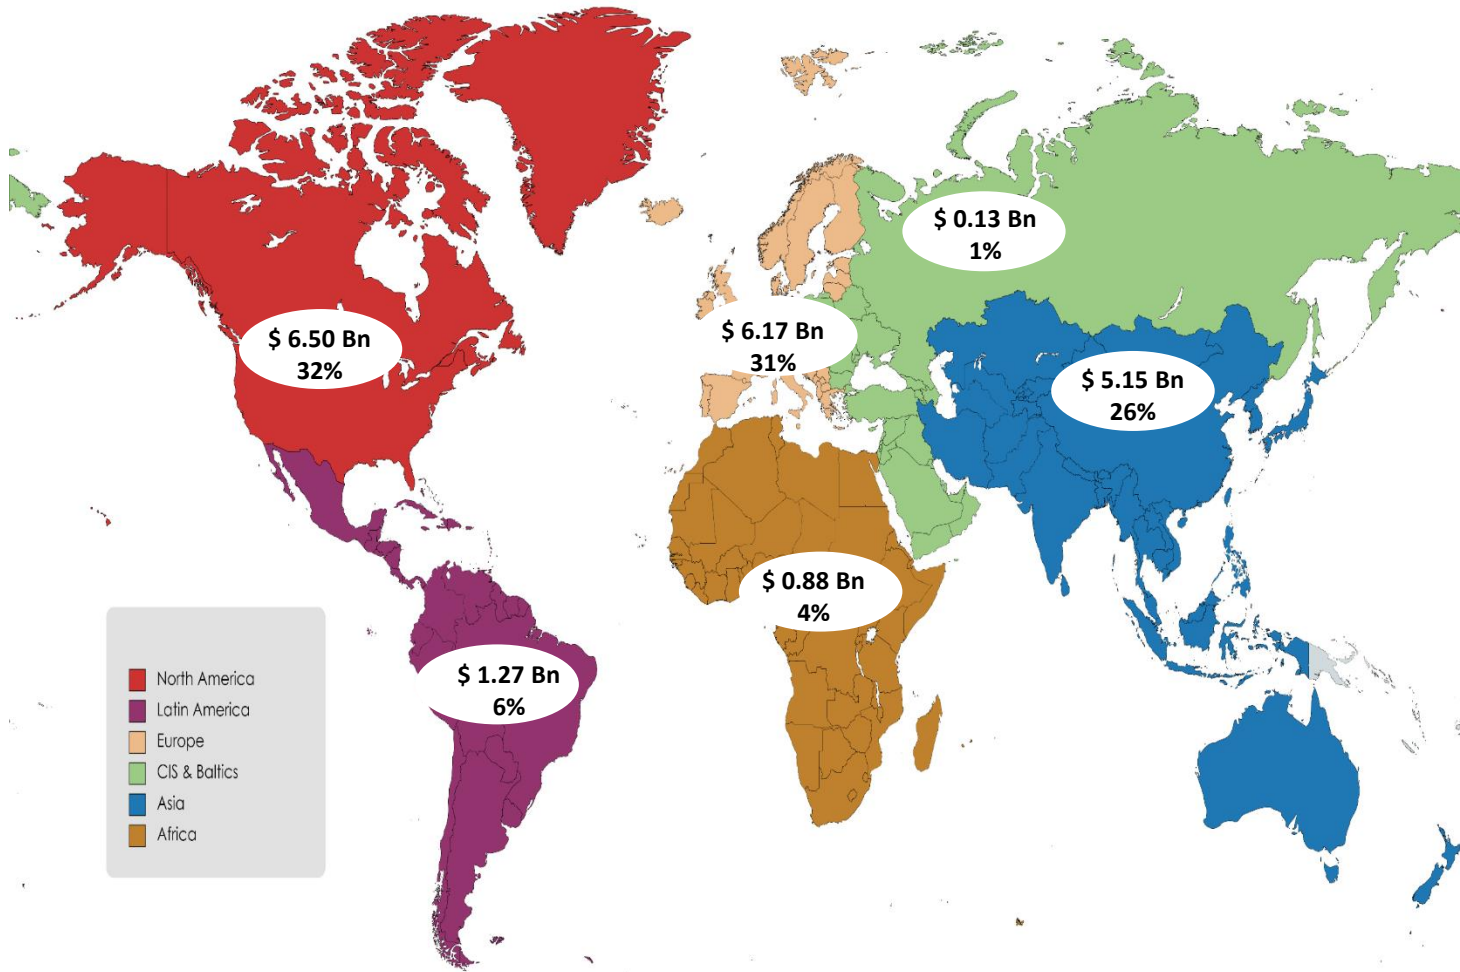 $ 0.13 Bn
1%
$ 6.50 Bn
32%
$ 6.17 Bn
31%
$ 5.15 Bn
26%
$ 0.88 Bn
4%
$ 1.27 Bn
6%
North America
Latin America
Europe
CIS & Baltics
Asia
Africa